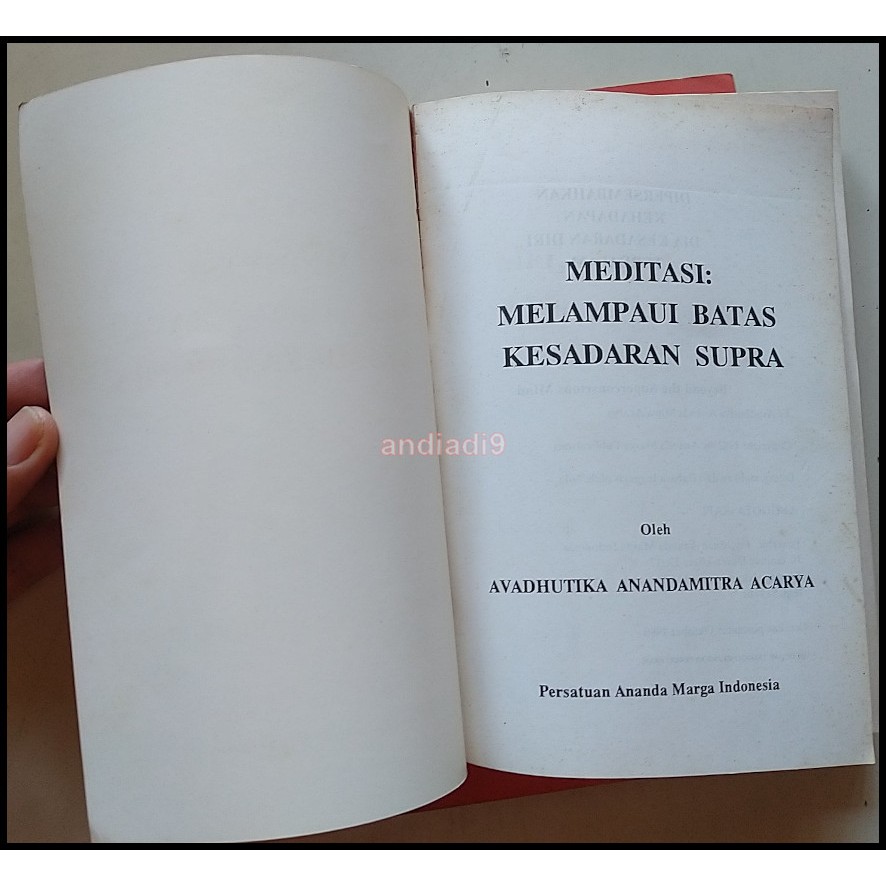 MEDITASI:
MELAMPAUI BATAS
KESADARAN SUPRA
andiadi9
Oleh
AVADHUTIKA ANANDAMITRA ACARYA
Persatuan Ananda Marga Indonesia